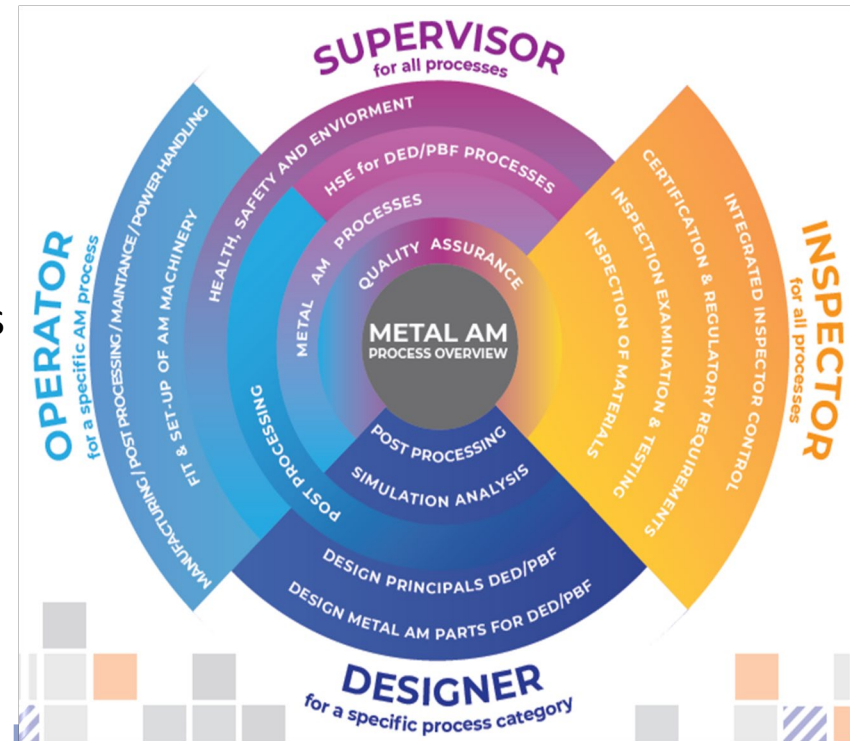 SUPERVISOR
for all processes
HEALTH, SAFETY AND ENVIORMENT
HSE for DED/PBF PROCESSES
METAL AM PROCESSES
QUALITY ASSURANCE
METAL AM
PROCESS OVERVIEW
OPERATOR
for a specific AM process
MANUFACTURING / POST PROCESSING / MAINTANCE / POWER HANDLING
FIT & SET-UP OF AM MACHINERY
POST PROCESSING
INSPECTOR
for all processes
INTEGRATED INSPECTOR CONTROL
CERTIFICATION & REGULATORY REQUIREMENTS
INSPECTION EXAMINATION & TESTING
INSPECTION OF MATERIALS
POST PROCESSING
SIMULATION ANALYSIS
DESIGN PRINCIPALS DED/PBF
DESIGN METAL AM PARTS FOR DED/PBF
DESIGNER
for a specific process category